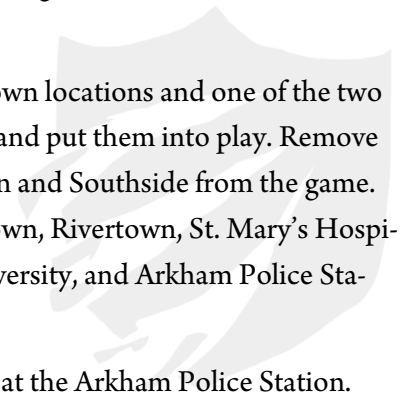 own locations and one of the two
and put them into play. Remove
n and Southside from the game.
own, Rivertown, St. Mary’s Hospi-
versity, and Arkham Police Sta-
at the Arkham Police Station.